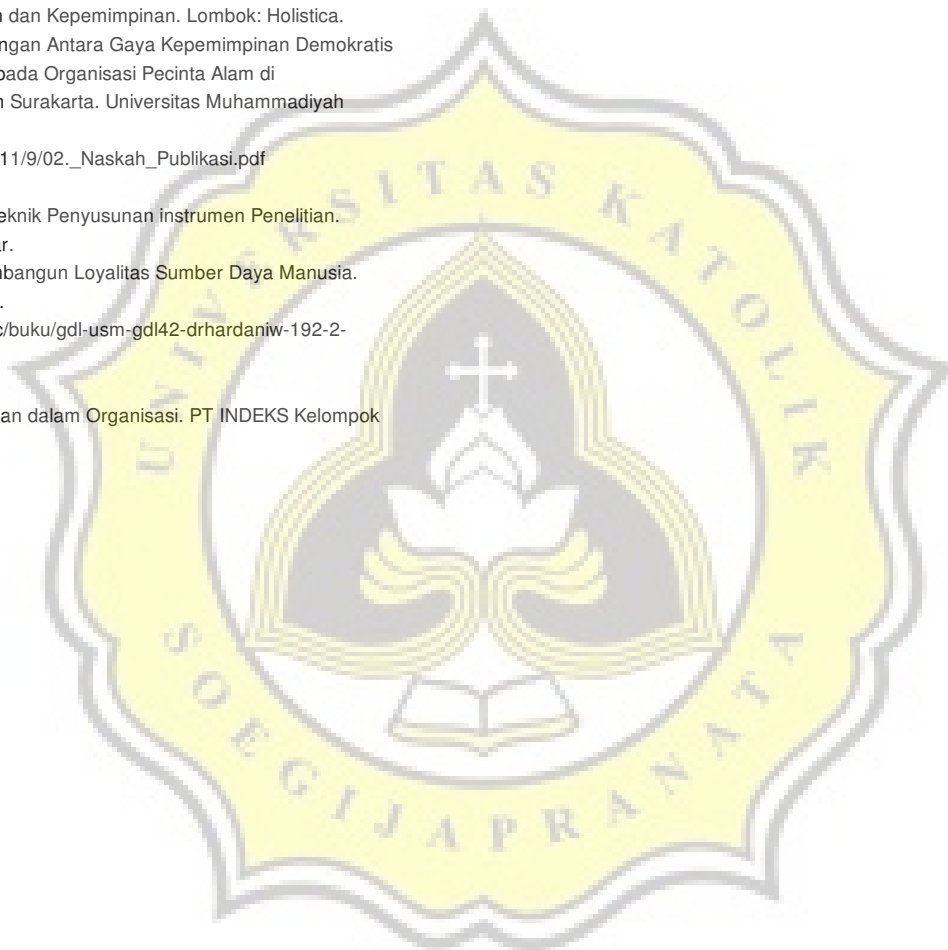 n dan Kepemimpinan. Lombok: Holistica.
ngan Antara Gaya Kepemimpinan Demokratis
pada Organisasi Pecinta Alam di
n Surakarta. Universitas Muhammadiyah
11/9/02._Naskah_Publikasi.pdf
eknik Penyusunan instrumen Penelitian.
ar.
nbangun Loyalitas Sumber Daya Manusia.
.
c/buku/gdl-usm-gdl42-drhardaniw-192-2-
an dalam Organisasi. PT INDEKS Kelompok
UNIVERSITAS KATOLIK
SOEGIJAPRANATA